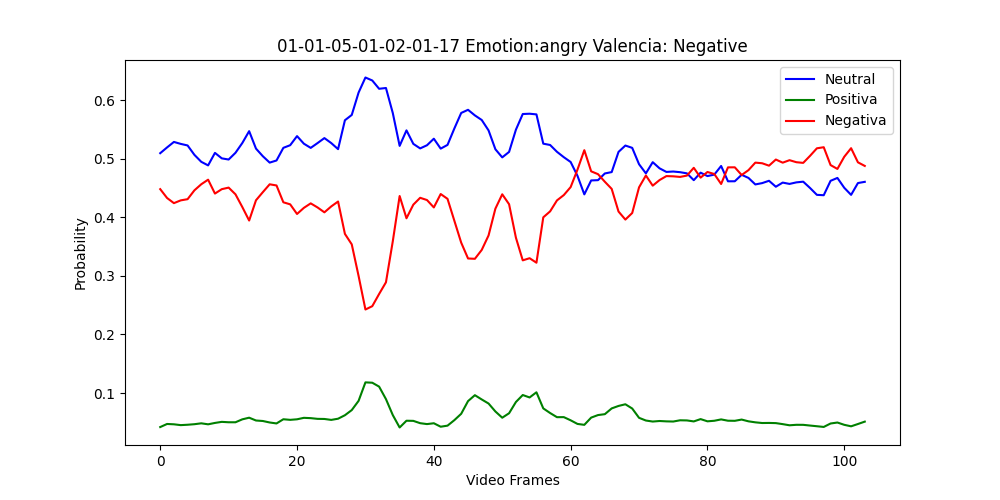 01-01-05-01-02-01-17 Emotion:angry Valencia: Negative
Neutral
Positiva
Negativa
Probability
0.6
0.5
0.4
0.3
0.2
0.1
0 20 40 60 80 100
Video Frames